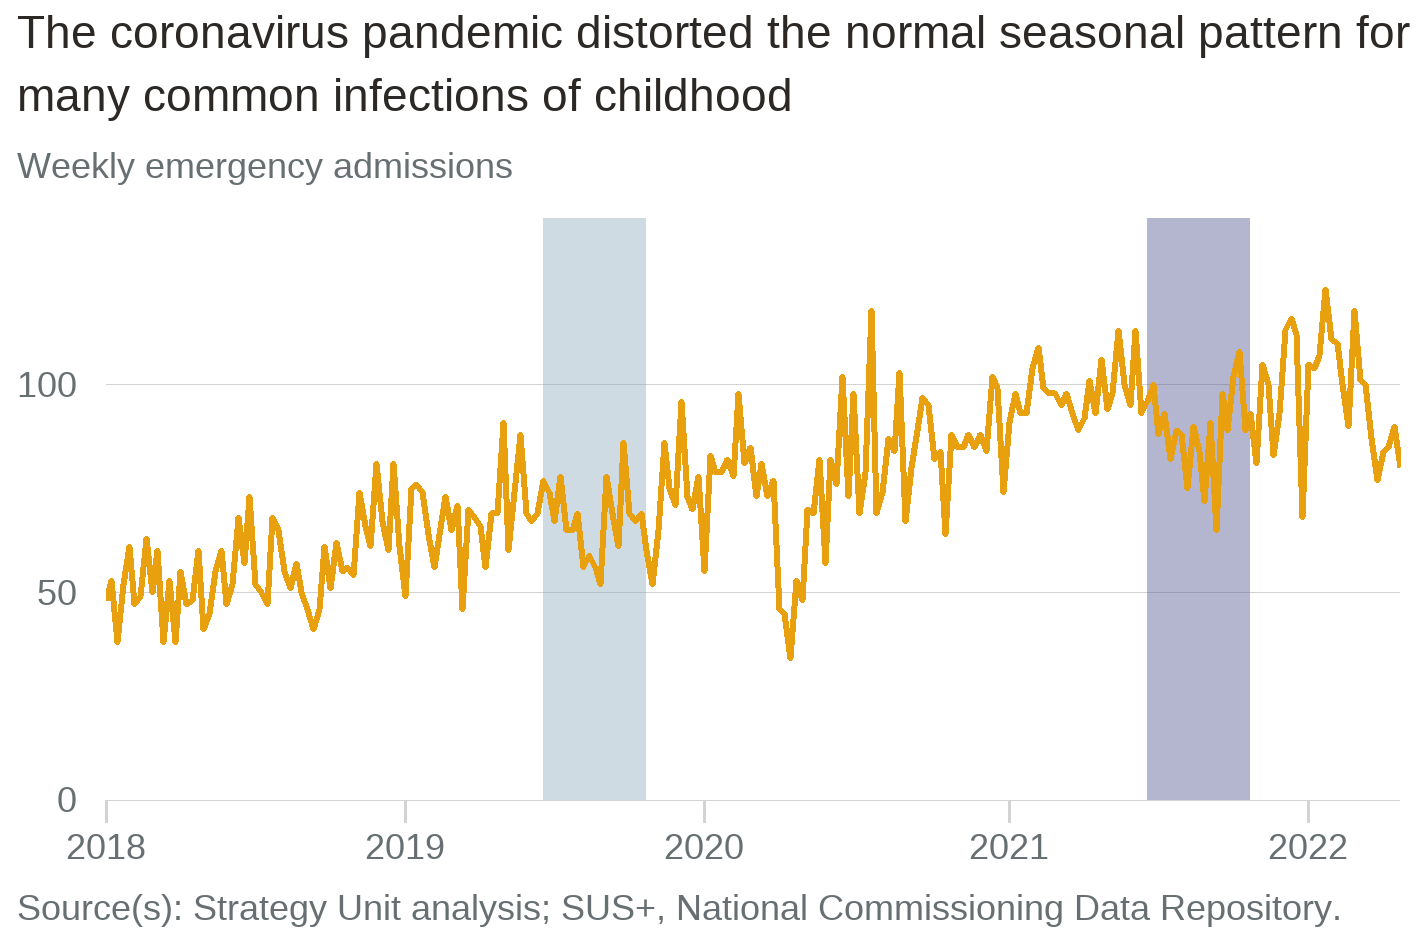 The coronavirus pandemic distorted the normal seasonal pattern for
many common infections of childhood
Weekly emergency admissions
100
50
0
2018 2019 2020 2021 2022
Source(s): Strategy Unit analysis; SUS+, National Commissioning Data Repository.